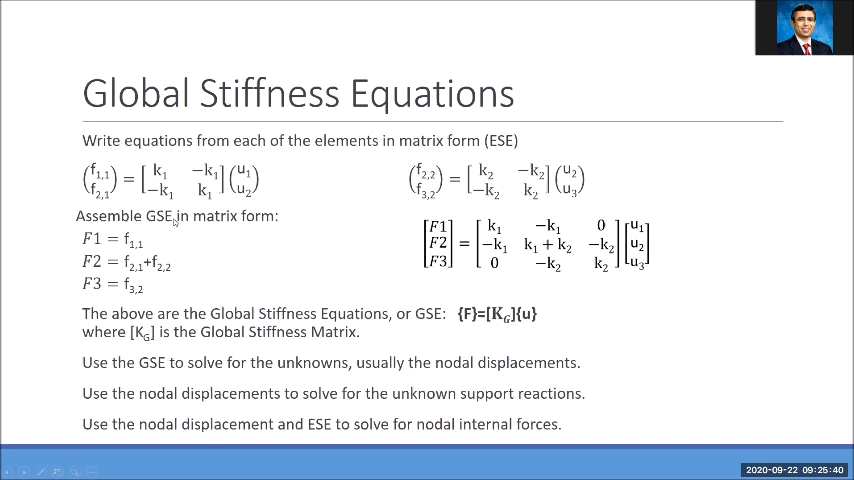 Global Stiffness Equations
Write equations from each of the elements in matrix form (ESE)
(f₁,₁ f₂,₁) = [k₁ −k₁ −k₁ k₁] (u₁ u₂)
(f₂,₂ f₃,₂) = [k₂ −k₂ −k₂ k₂] (u₂ u₃)
Assemble GSE in matrix form:
F1 = f₁,₁
F2 = f₂,₁+f₂,₂
F3 = f₃,₂
[F1 F2 F3] = [k₁ −k₁ 0 −k₁ k₁ + k₂ −k₂ 0 −k₂ k₂] [u₁ u₂ u₃]
The above are the Global Stiffness Equations, or GSE: {F}=[K_G]{u}
where [K_G] is the Global Stiffness Matrix.
Use the GSE to solve for the unknowns, usually the nodal displacements.
Use the nodal displacements to solve for the unknown support reactions.
Use the nodal displacement and ESE to solve for nodal internal forces.
2020-09-22 09:25:40